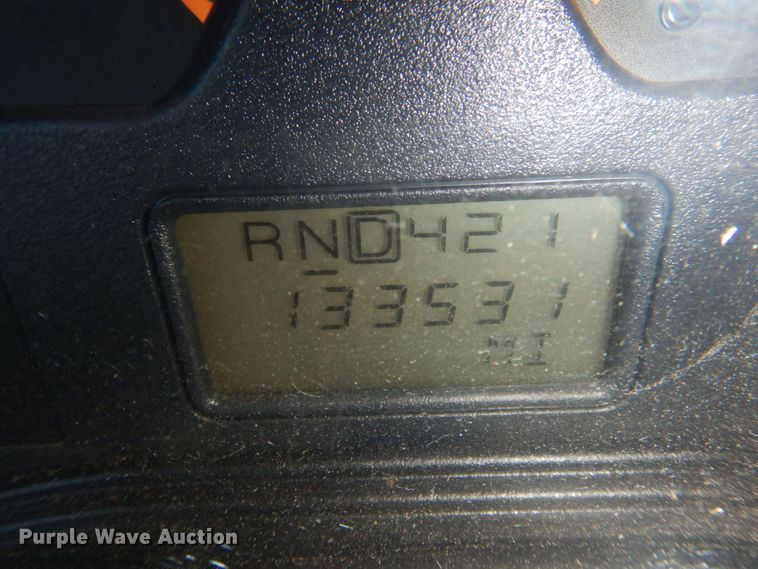 RND421
133531
MI
Purple Wave Auction